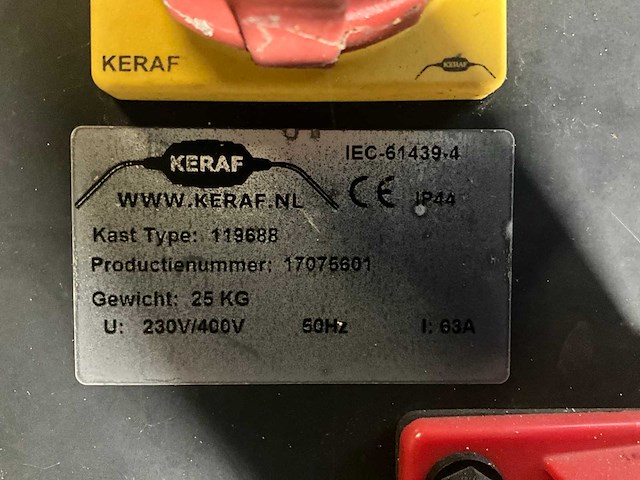 KERAF
KERAF
KERAF
IEC-61439-4
WWW.KERAF.NL
CE
IP44
Kast Type: 119688
Productienummer: 17075601
Gewicht: 25 KG
U: 230V/400V 50Hz I: 63A